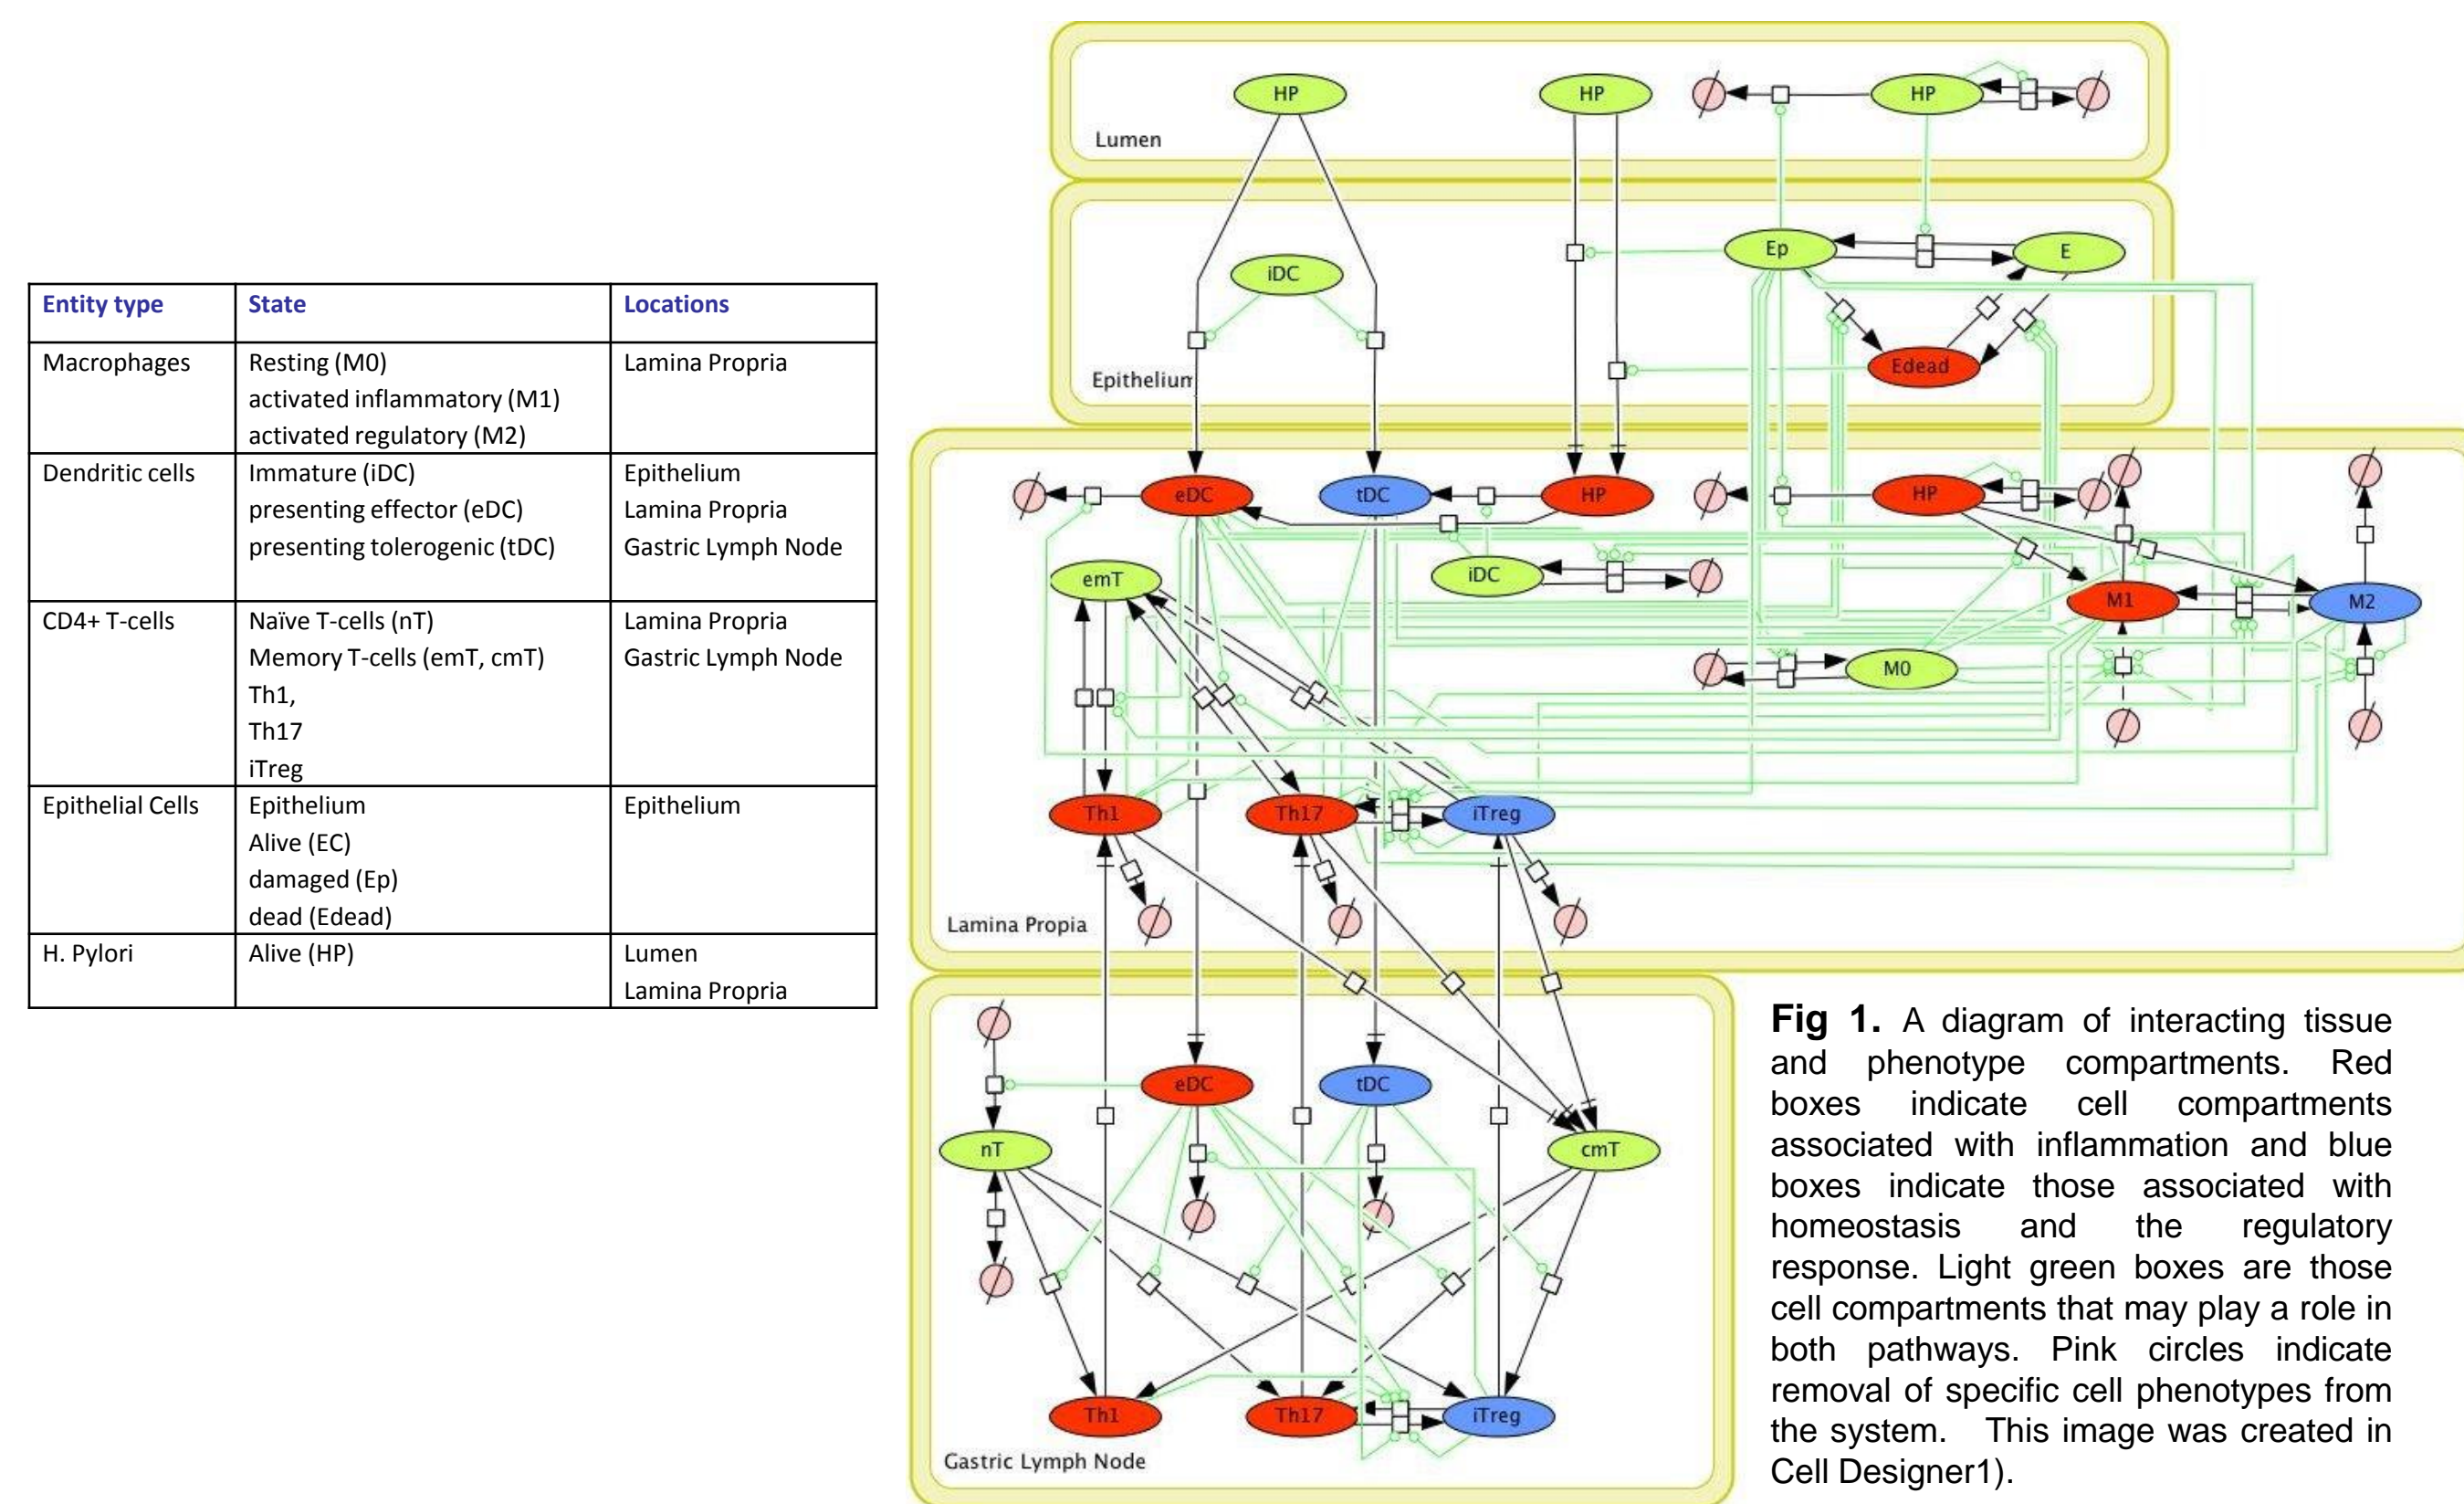 Entity type State Locations
Macrophages Resting (M0) Lamina Propria
activated inflammatory (M1)
activated regulatory (M2)
Dendritic cells Immature (iDC) Epithelium
presenting effector (eDC) Lamina Propria
presenting tolerogenic (tDC) Gastric Lymph Node
CD4+ T-cells Naïve T-cells (nT) Lamina Propria
Memory T-cells (emT, cmT) Gastric Lymph Node
Th1,
Th17
iTreg
Epithelial Cells Epithelium Epithelium
Alive (EC)
damaged (Ep)
dead (Edead)
H. Pylori Alive (HP) Lumen
Lamina Propria
HP HP HP
Lumen
Ep E
iDC
Edead
Epithelium
eDC tDC HP HP
emT iDC
M1 M2
M0
Th1 Th17 iTreg
Lamina Propia
eDC tDC
nT cmT
Th1 Th17 iTreg
Gastric Lymph Node
Fig 1. A diagram of interacting tissue
and phenotype compartments. Red
boxes indicate cell compartments
associated with inflammation and blue
boxes indicate those associated with
homeostasis and the regulatory
response. Light green boxes are those
cell compartments that may play a role in
both pathways. Pink circles indicate
removal of specific cell phenotypes from
the system. This image was created in
Cell Designer1).